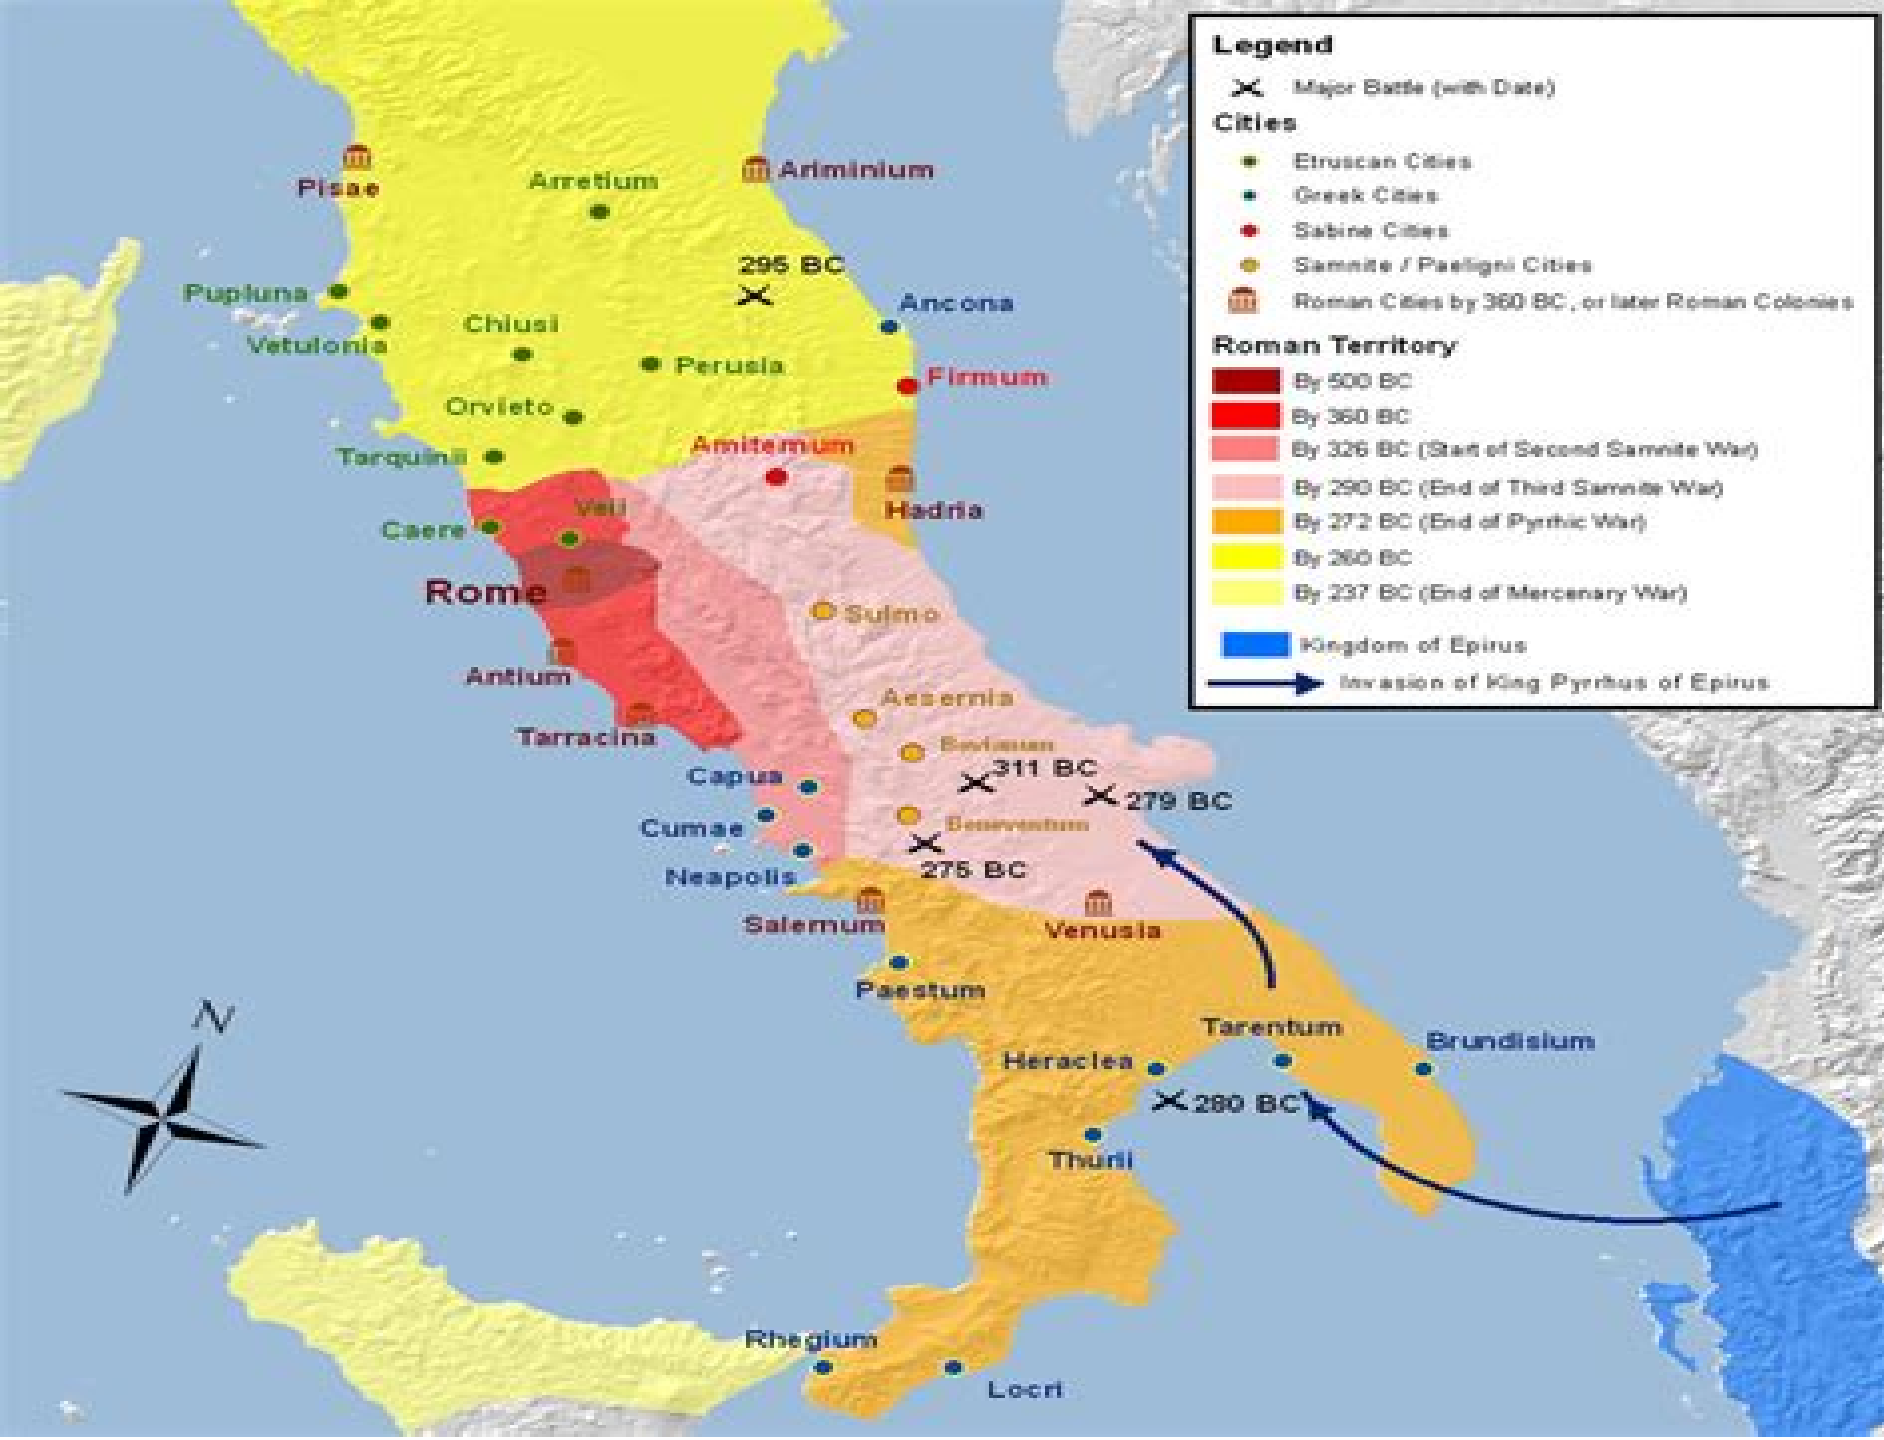 Legend
Major Battle (with Date)
Cities
Etruscan Cities
Greek Cities
Sabine Cities
Samnite / Paeligni Cities
Roman Cities by 360 BC, or later Roman Colonies
Roman Territory
By 500 BC
By 360 BC
By 326 BC (Start of Second Samnite War)
By 290 BC (End of Third Samnite War)
By 272 BC (End of Pyrrhic War)
By 260 BC
By 237 BC (End of Mercenary War)
Kingdom of Epirus
Invasion of King Pyrrhus of Epirus
Pisae
Arretium
Ariminium
295 BC
Pupluna
Ancona
Vetulonia
Chiusi
Perusia
Firmum
Orvieto
Amiternum
Tarquinii
Veii
Hadria
Caere
Rome
Sulmo
Antium
Aesernia
Tarracina
Bovianum
311 BC
Capua
279 BC
Cumae
Beneventum
275 BC
Neapolis
Salernum
Venusia
Paestum
N
Tarentum
Brundisium
Heraclea
280 BC
Thurii
Rhegium
Locri